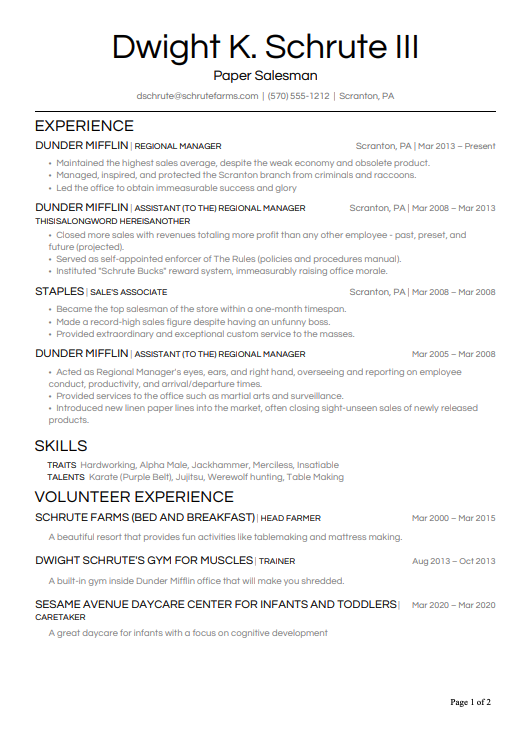 Dwight K. Schrute III
Paper Salesman
dschrute@schrutefarms.com | (570) 555-1212 | Scranton, PA
EXPERIENCE
DUNDER MIFFLIN | REGIONAL MANAGER Scranton, PA | Mar 2013 – Present
• Maintained the highest sales average, despite the weak economy and obsolete product.
• Managed, inspired, and protected the Scranton branch from criminals and raccoons.
• Led the office to obtain immeasurable success and glory
DUNDER MIFFLIN | ASSISTANT (TO THE) REGIONAL MANAGER Scranton, PA | Mar 2008 – Mar 2013
THISISALONGWORD HEREISANOTHER
• Closed more sales with revenues totaling more profit than any other employee - past, preset, and
future (projected).
• Served as self-appointed enforcer of The Rules (policies and procedures manual).
• Instituted "Schrute Bucks" reward system, immeasurably raising office morale.
STAPLES | SALE'S ASSOCIATE Scranton, PA | Mar 2008 – Mar 2008
• Became the top salesman of the store within a one-month timespan.
• Made a record-high sales figure despite having an unfunny boss.
• Provided extraordinary and exceptional custom service to the masses.
DUNDER MIFFLIN | ASSISTANT (TO THE) REGIONAL MANAGER Mar 2005 – Mar 2008
• Acted as Regional Manager's eyes, ears, and right hand, overseeing and reporting on employee
conduct, productivity, and arrival/departure times.
• Provided services to the office such as martial arts and surveillance.
• Introduced new linen paper lines into the market, often closing sight-unseen sales of newly released
products.
SKILLS
TRAITS Hardworking, Alpha Male, Jackhammer, Merciless, Insatiable
TALENTS Karate (Purple Belt), Jujitsu, Werewolf hunting, Table Making
VOLUNTEER EXPERIENCE
SCHRUTE FARMS (BED AND BREAKFAST) | HEAD FARMER Mar 2000 – Mar 2015
A beautiful resort that provides fun activities like tablemaking and mattress making.
DWIGHT SCHRUTE'S GYM FOR MUSCLES | TRAINER Aug 2013 – Oct 2013
A built-in gym inside Dunder Mifflin office that will make you shredded.
SESAME AVENUE DAYCARE CENTER FOR INFANTS AND TODDLERS | Mar 2020 – Mar 2020
CARETAKER
A great daycare for infants with a focus on cognitive development
Page 1 of 2